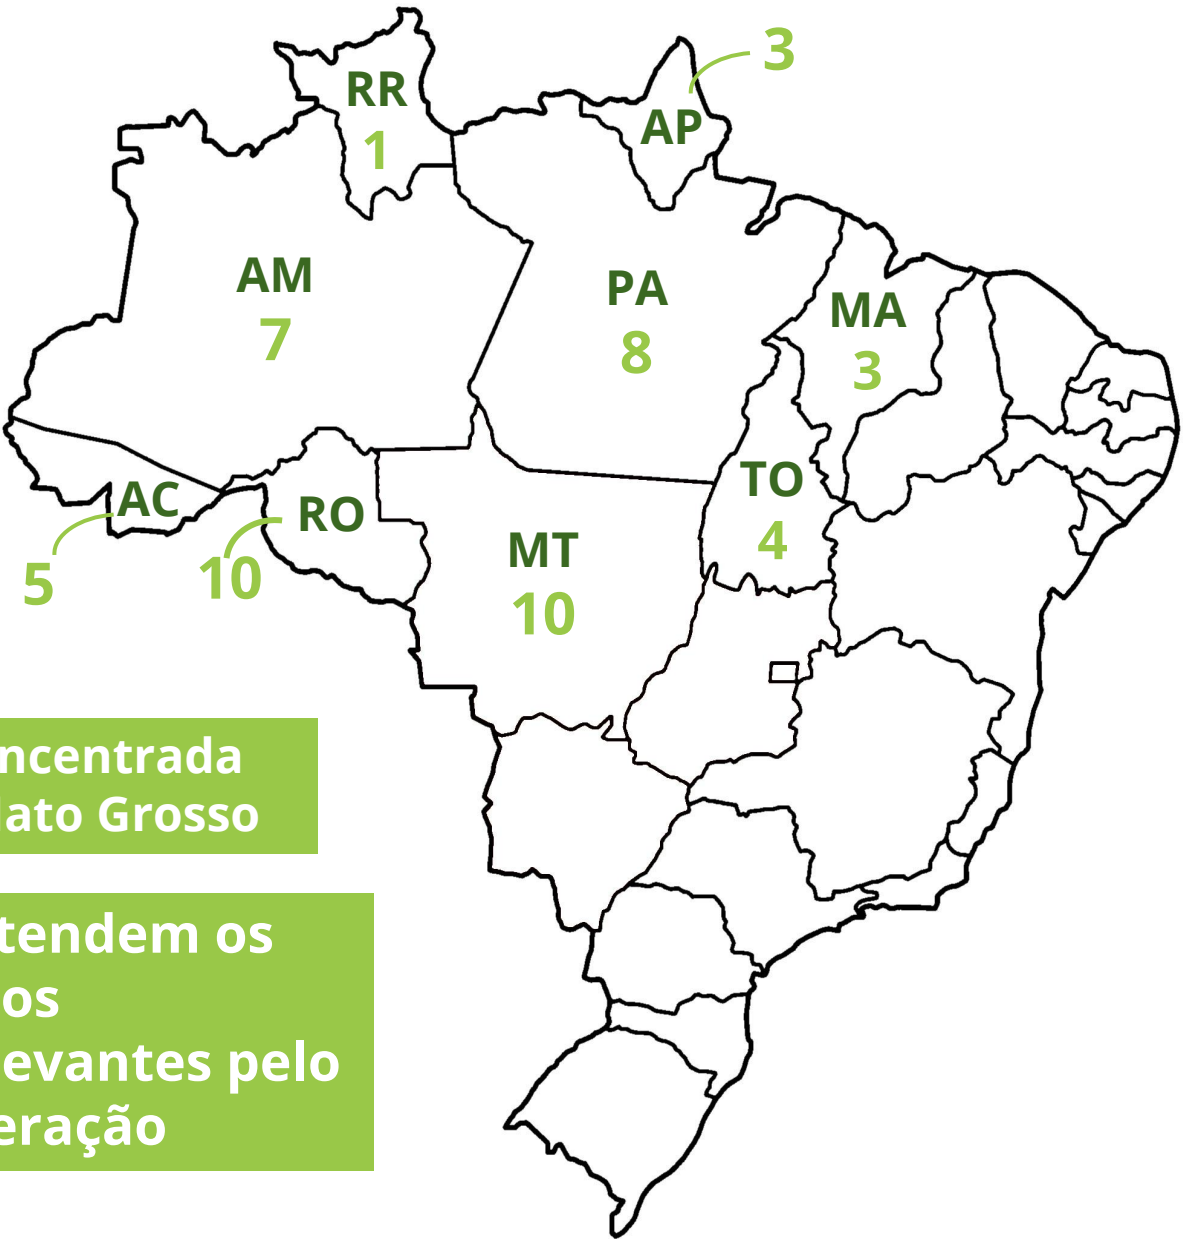 3
RR
1
AP
AM
7
PA
8
MA
3
TO
4
AC
5
RO
10
MT
10
ncentrada
ato Grosso
tendem os
os
evantes pelo
eração